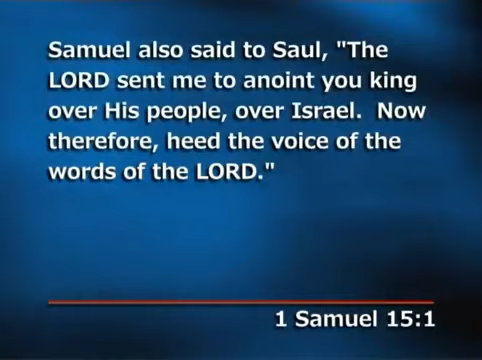 Samuel also said to Saul, "The
LORD sent me to anoint you king
over His people, over Israel.  Now
therefore, heed the voice of the
words of the LORD."
1 Samuel 15:1